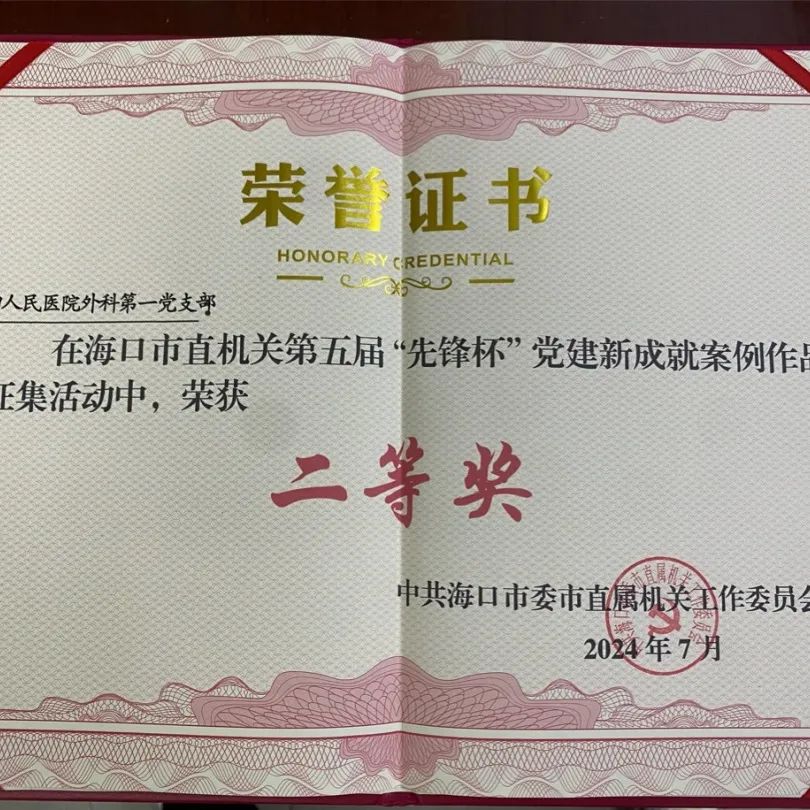 荣誉证书
HONORARY CREDENTIAL
人民医院外科第一党支部
在海口市直机关第五届“先锋杯”党建新成就案例作品
征集活动中，荣获
二等奖
中共海口市委市直属机关工作委员会
2024年7月